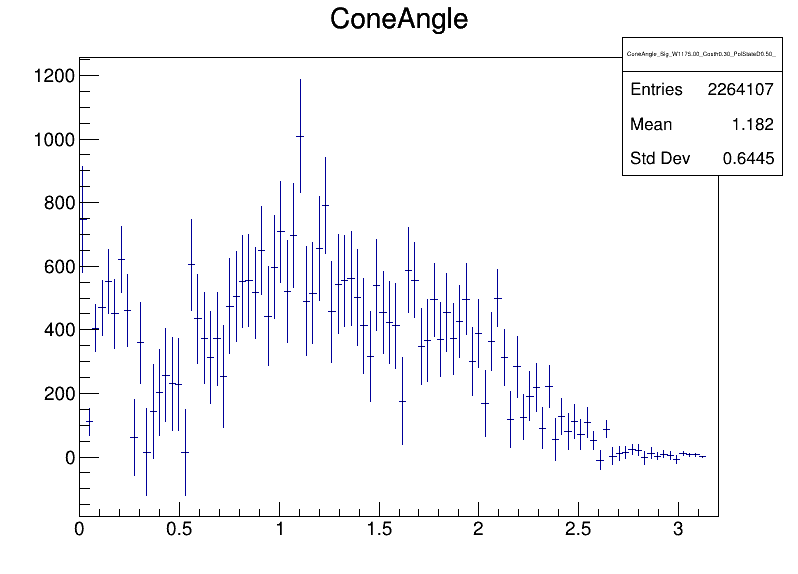 ConeAngle
ConeAngle_Sig_W1175.00_Costh0.30_PolStateD0.50_
Entries 2264107
Mean 1.182
Std Dev 0.6445
1200
1000
800
600
400
200
0
0 0.5 1 1.5 2 2.5 3